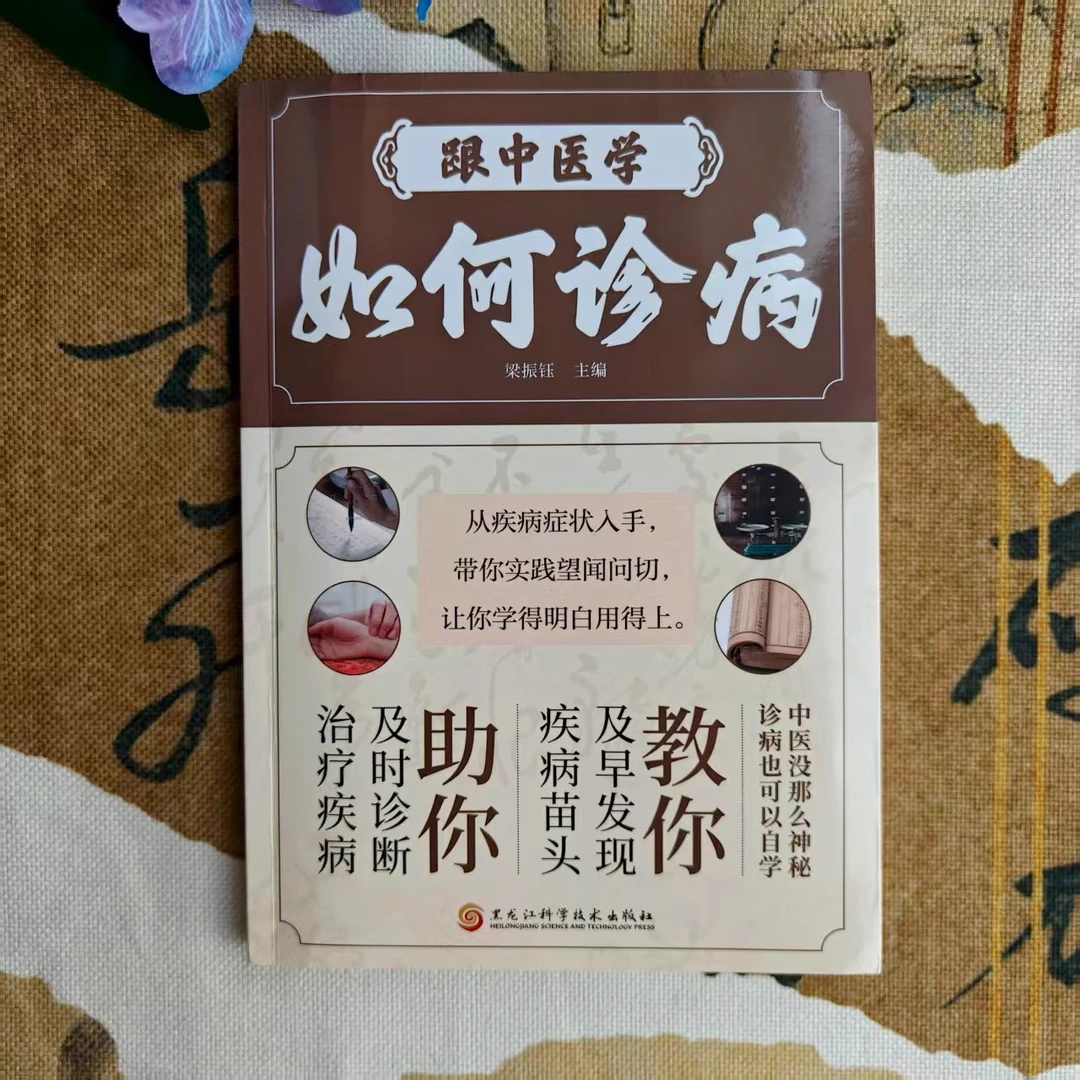 跟中医学
如何诊病
梁振钰 主编
从疾病症状入手，
带你实践望闻问切，
让你学得明白用得上。
中医没那么神秘
诊病也可以自学
教你
及早发现
疾病苗头
助你
及时诊断
治疗疾病
黑龙江科学技术出版社
HEILONGJIANG SCIENCE AND TECHNOLOGY PRESS